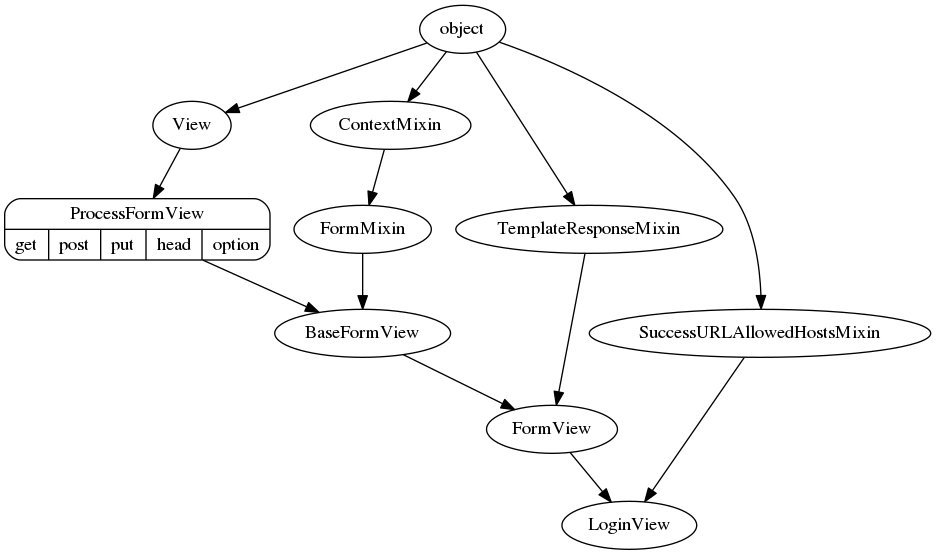 object
View
ContextMixin
ProcessFormView
get post put head option
FormMixin
TemplateResponseMixin
BaseFormView
SuccessURLAllowedHostsMixin
FormView
LoginView